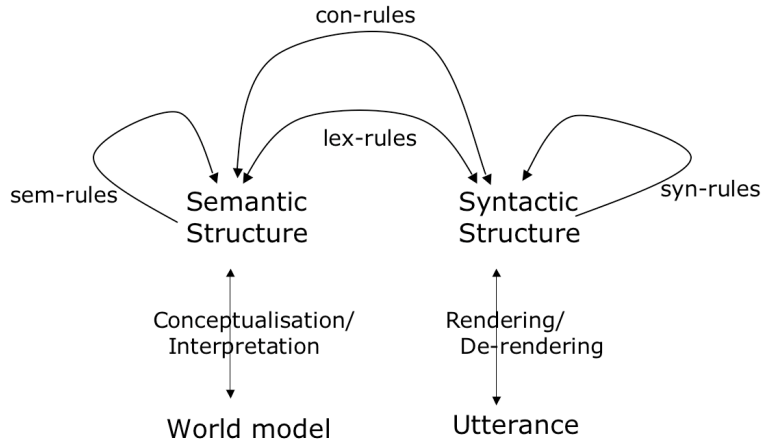 con-rules
lex-rules
sem-rules
syn-rules
Semantic
Structure
Syntactic
Structure
Conceptualisation/
Interpretation
Rendering/
De-rendering
World model
Utterance